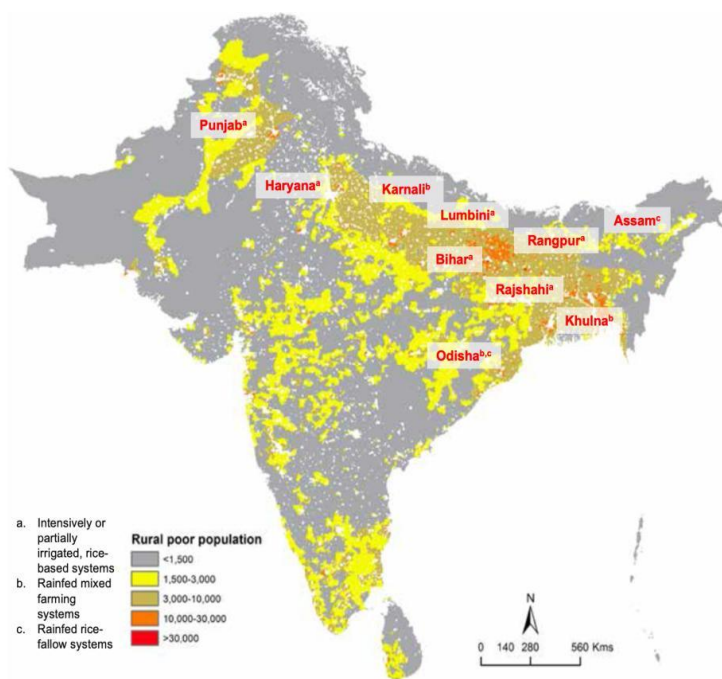 Punjabᵃ
Haryanaᵃ
Karnaliᵇ
Lumbiniᵃ
Assamᶜ
Rangpurᵃ
Biharᵃ
Rajshahiᵃ
Khulnaᵇ
Odishaᵇ,ᶜ
a. Intensively or
partially
irrigated, rice-
based systems
b. Rainfed mixed
farming
systems
c. Rainfed rice-
fallow systems
Rural poor population
<1,500
1,500-3,000
3,000-10,000
10,000-30,000
>30,000
N
0 140 280 560 Kms